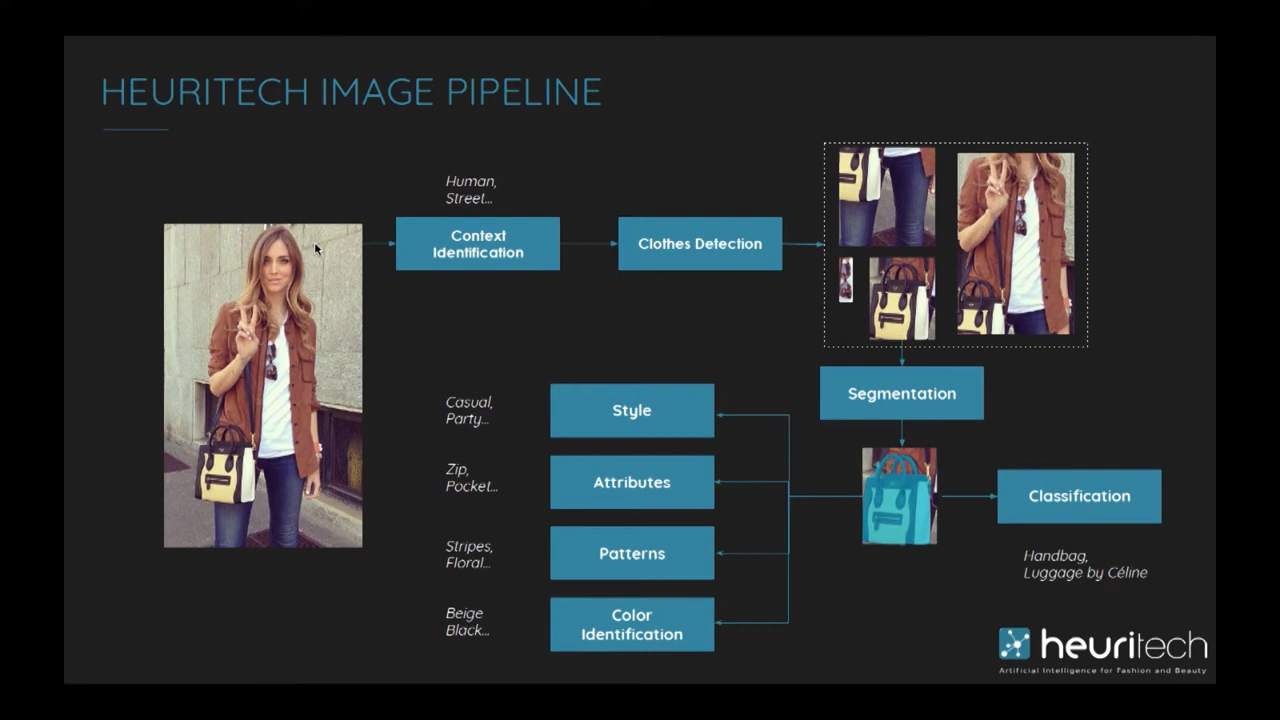 HEURITECH IMAGE PIPELINE
Human,
Street...
Context
Identification
Clothes Detection
Segmentation
Classification
Handbag,
Luggage by Céline
Casual,
Party...
Style
Zip,
Pocket...
Attributes
Stripes,
Floral...
Patterns
Beige
Black...
Color
Identification
heuritech
Artificial Intelligence for Fashion and Beauty